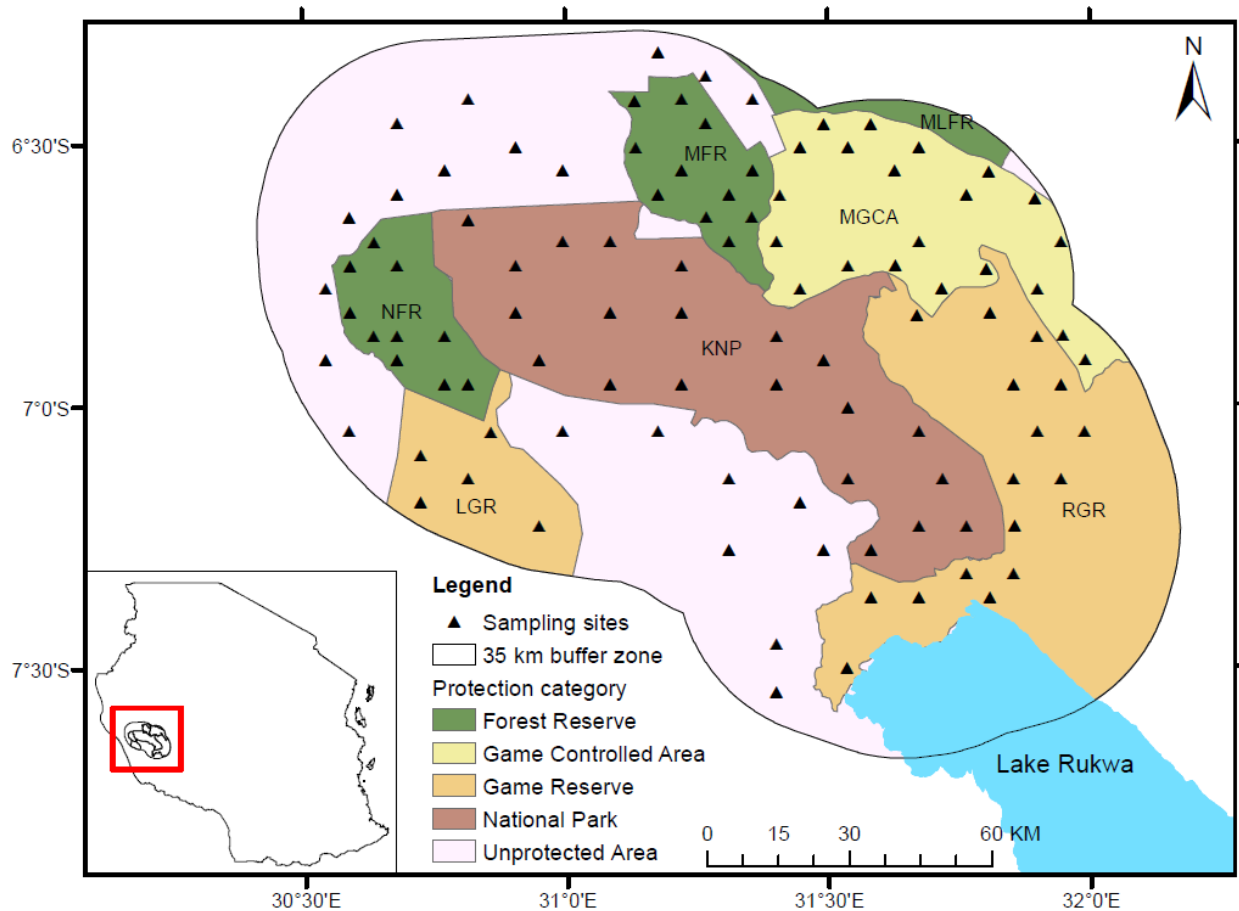 N
6°30'S
7°0'S
7°30'S
MLFR
MFR
MGCA
NFR
KNP
LGR
RGR
Legend
Sampling sites
35 km buffer zone
Protection category
Forest Reserve
Game Controlled Area
Game Reserve
National Park
Unprotected Area
0 15 30 60 KM
Lake Rukwa
30°30'E 31°0'E 31°30'E 32°0'E